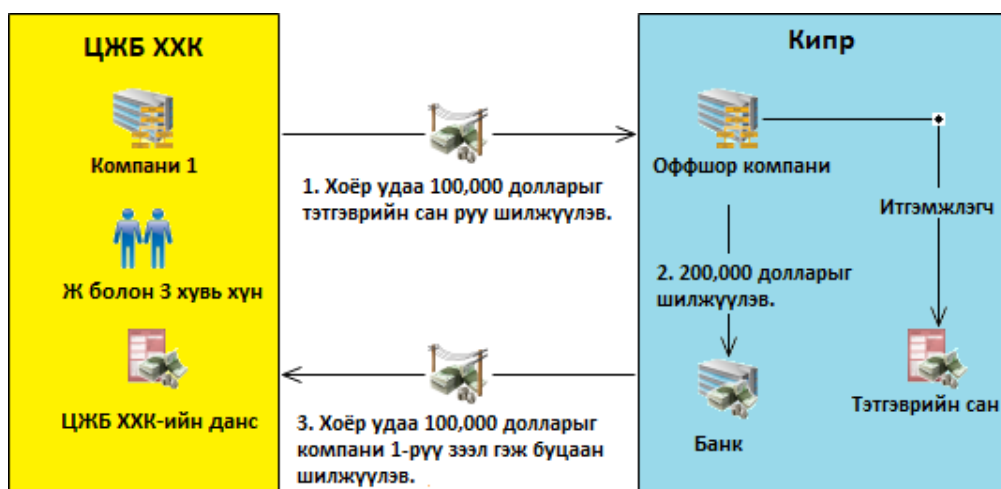 ЦЖБ ХХК
Компани 1
Ж болон 3 хувь хүн
ЦЖБ ХХК-ийн данс
1. Хоёр удаа 100,000 долларыг
тэтгэврийн сан руу шилжүүлэв.
3. Хоёр удаа 100,000 долларыг
компани 1-рүү зээл гэж буцаан
шилжүүлэв.
Кипр
Оффшор компани
Итгэмжлэгч
2. 200,000 долларыг
шилжүүлэв.
Банк
Тэтгэврийн сан